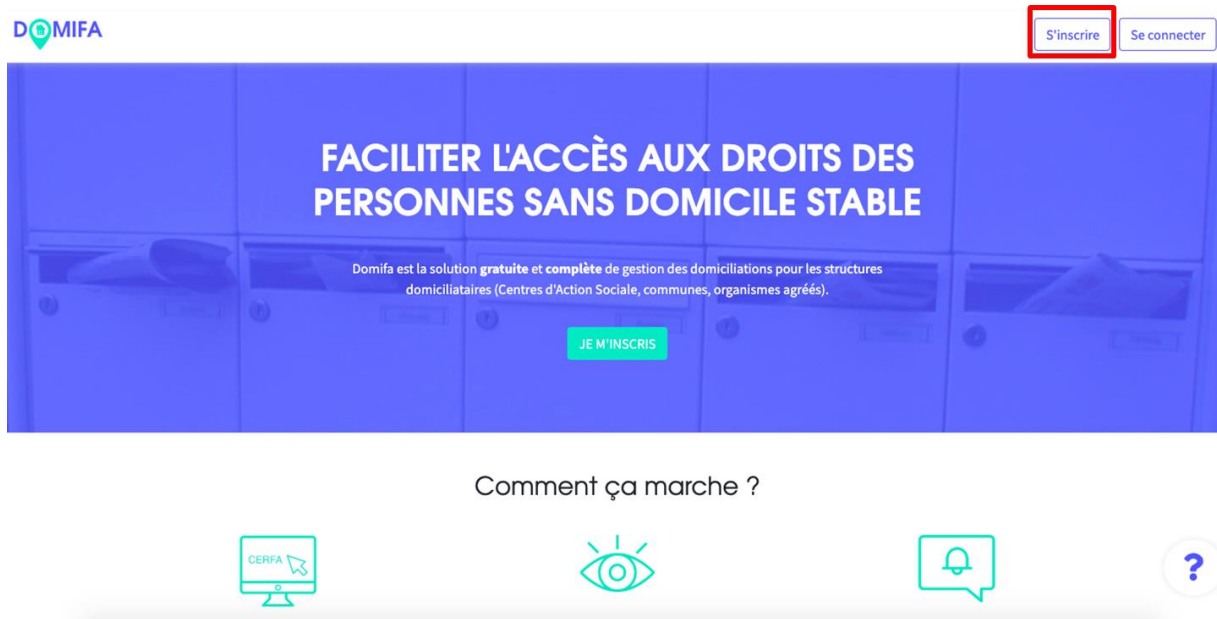 DOMIFA
S'inscrire
Se connecter
FACILITER L'ACCÈS AUX DROITS DES
PERSONNES SANS DOMICILE STABLE
Domifa est la solution gratuite et complète de gestion des domiciliations pour les structures
domiciliataires (Centres d'Action Sociale, communes, organismes agréés).
JE M'INSCRIS
Comment ça marche ?
CERFA
?